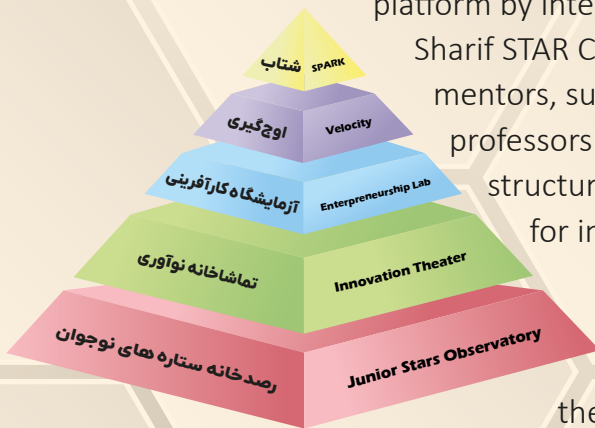 platform by inte
Sharif STAR C
mentors, su
professors
structur
for in
the
شتاب SPARK
اوج‌گیری Velocity
آزمایشگاه کارآفرینی Enterpreneurship Lab
تماشاخانه نوآوری Innovation Theater
رصدخانه ستاره های نوجوان Junior Stars Observatory